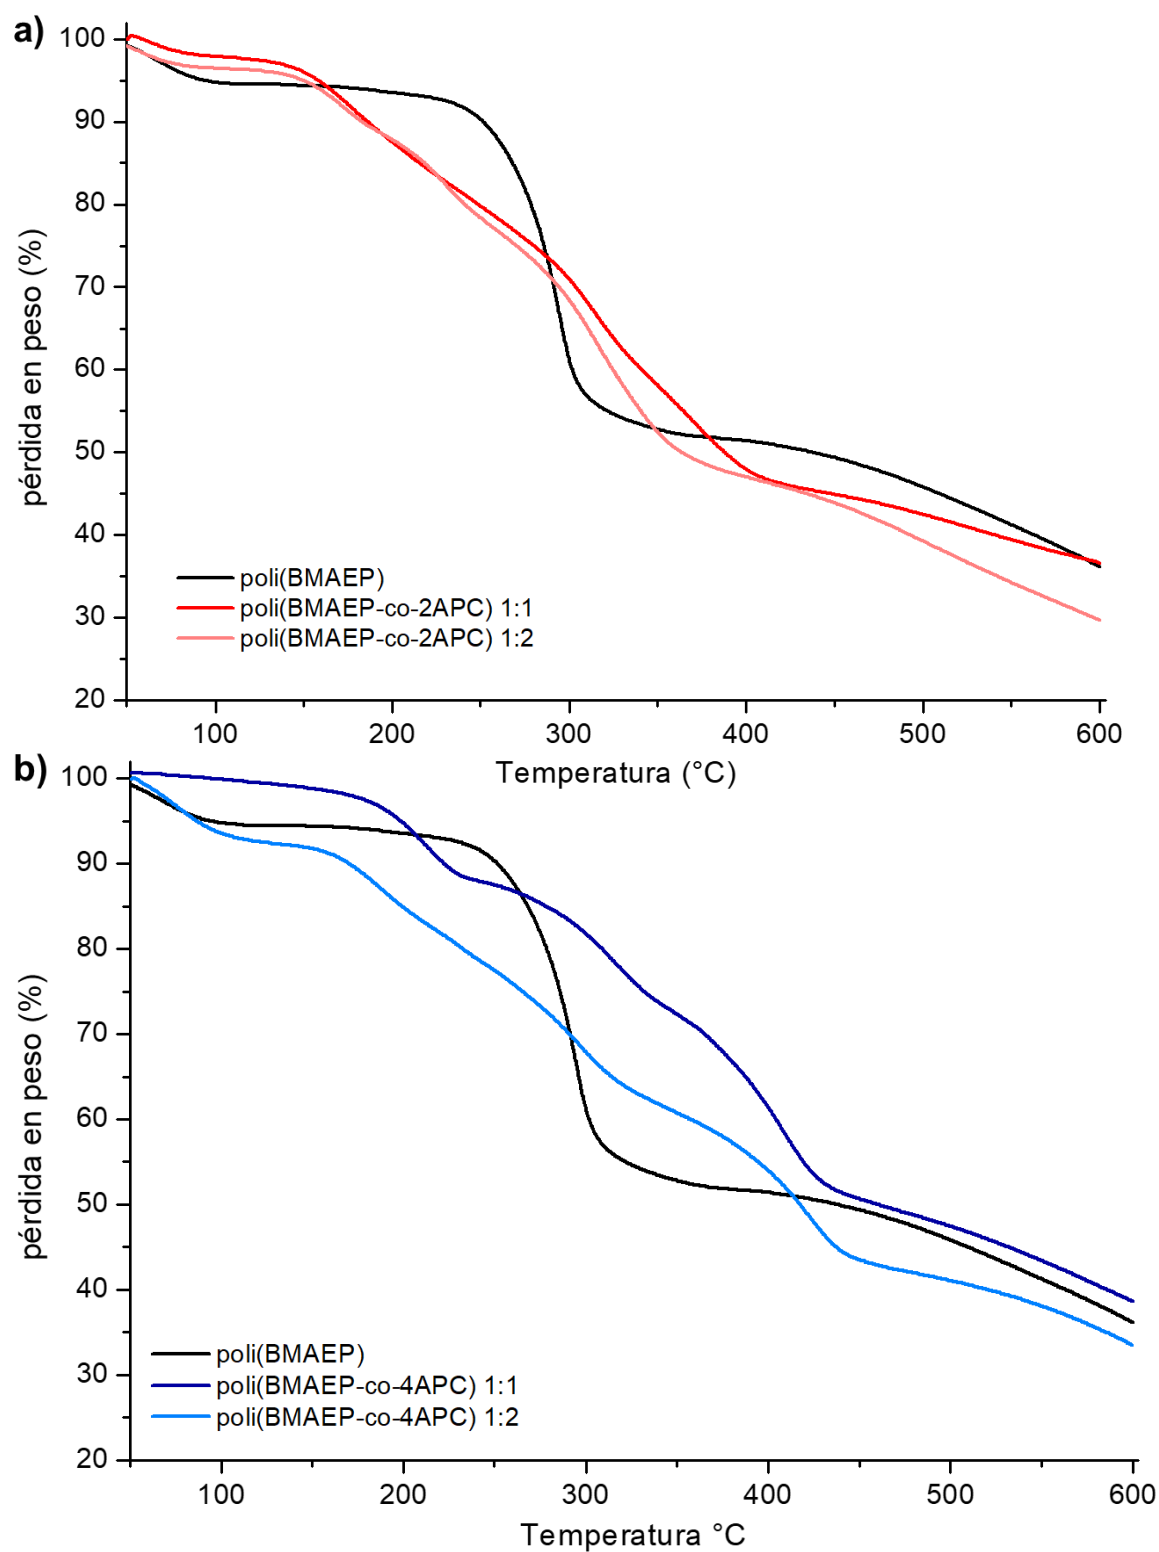 a)
100
90
80
70
60
50
40
30
20
pérdida en peso (%)
poli(BMAEP)
poli(BMAEP-co-2APC) 1:1
poli(BMAEP-co-2APC) 1:2
100 200 300 400 500 600
Temperatura (°C)
b)
100
90
80
70
60
50
40
30
20
pérdida en peso (%)
poli(BMAEP)
poli(BMAEP-co-4APC) 1:1
poli(BMAEP-co-4APC) 1:2
100 200 300 400 500 600
Temperatura °C